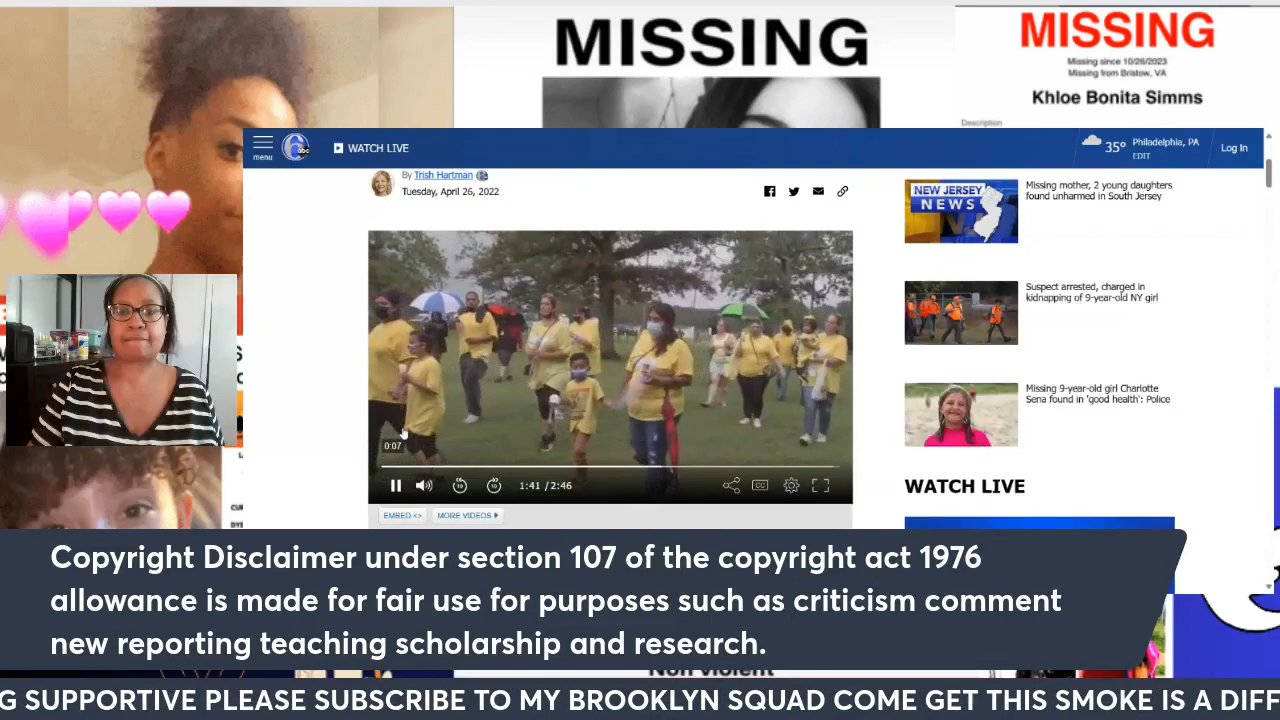 MISSING
MISSING
Missing since 10/26/2023
Missing from Bristow, VA
Khloe Bonita Simms
Description
menu
abc
WATCH LIVE
35°
Philadelphia, PA
EDIT
Log In
By Trish Hartman
Tuesday, April 26, 2022
NEW JERSEY
NEWS
Missing mother, 2 young daughters
found unharmed in South Jersey
Suspect arrested, charged in
kidnapping of 9-year-old NY girl
Missing 9-year-old girl Charlotte
Sena found in 'good health': Police
0:07
10
10
1:41 / 2:46
CC
EMBED <>
MORE VIDEOS
WATCH LIVE
Copyright Disclaimer under section 107 of the copyright act 1976
allowance is made for fair use for purposes such as criticism comment
new reporting teaching scholarship and research.
Non violent
G SUPPORTIVE PLEASE SUBSCRIBE TO MY BROOKLYN SQUAD COME GET THIS SMOKE IS A DIFF